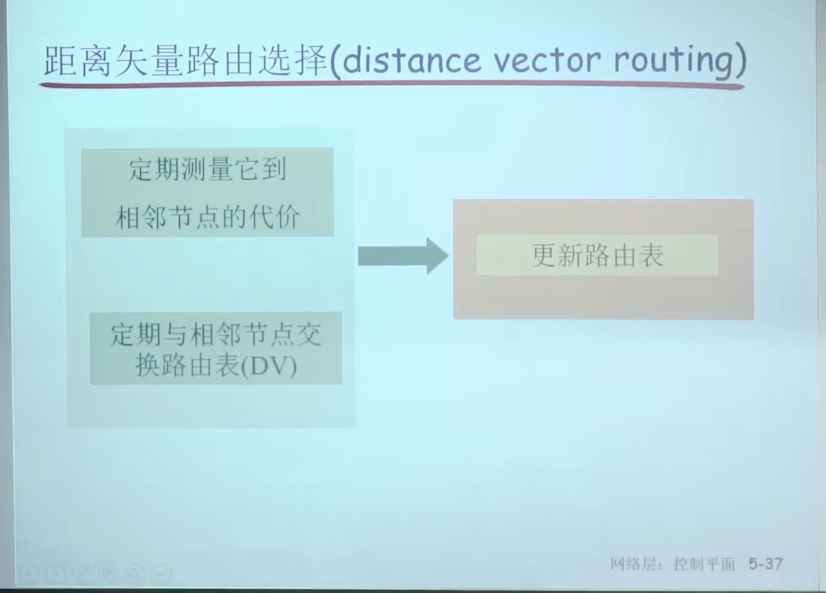 距离矢量路由选择(distance vector routing)
定期测量它到
相邻节点的代价
定期与相邻节点交
换路由表(DV)
更新路由表
网络层：控制平面 5-37